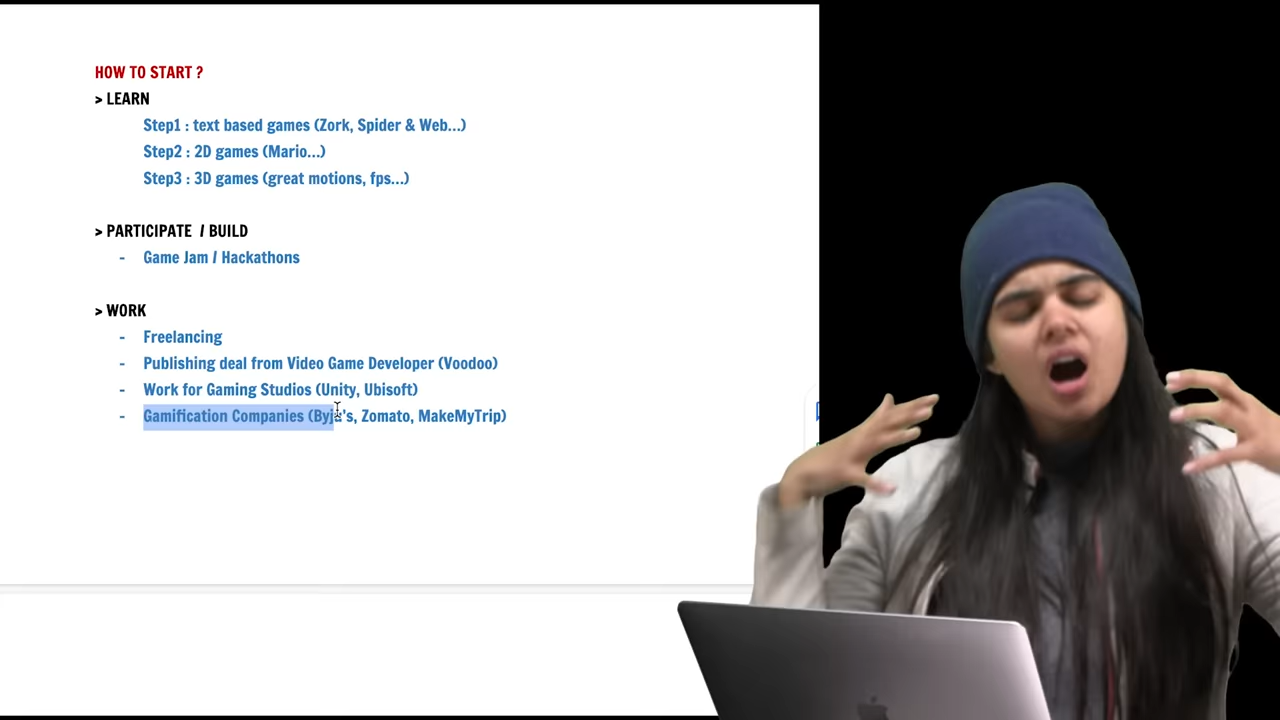 HOW TO START ?
> LEARN
Step1 : text based games (Zork, Spider & Web...)
Step2 : 2D games (Mario...)
Step3 : 3D games (great motions, fps...)
> PARTICIPATE / BUILD
- Game Jam / Hackathons
> WORK
- Freelancing
- Publishing deal from Video Game Developer (Voodoo)
- Work for Gaming Studios (Unity, Ubisoft)
- Gamification Companies (Byju's, Zomato, MakeMyTrip)